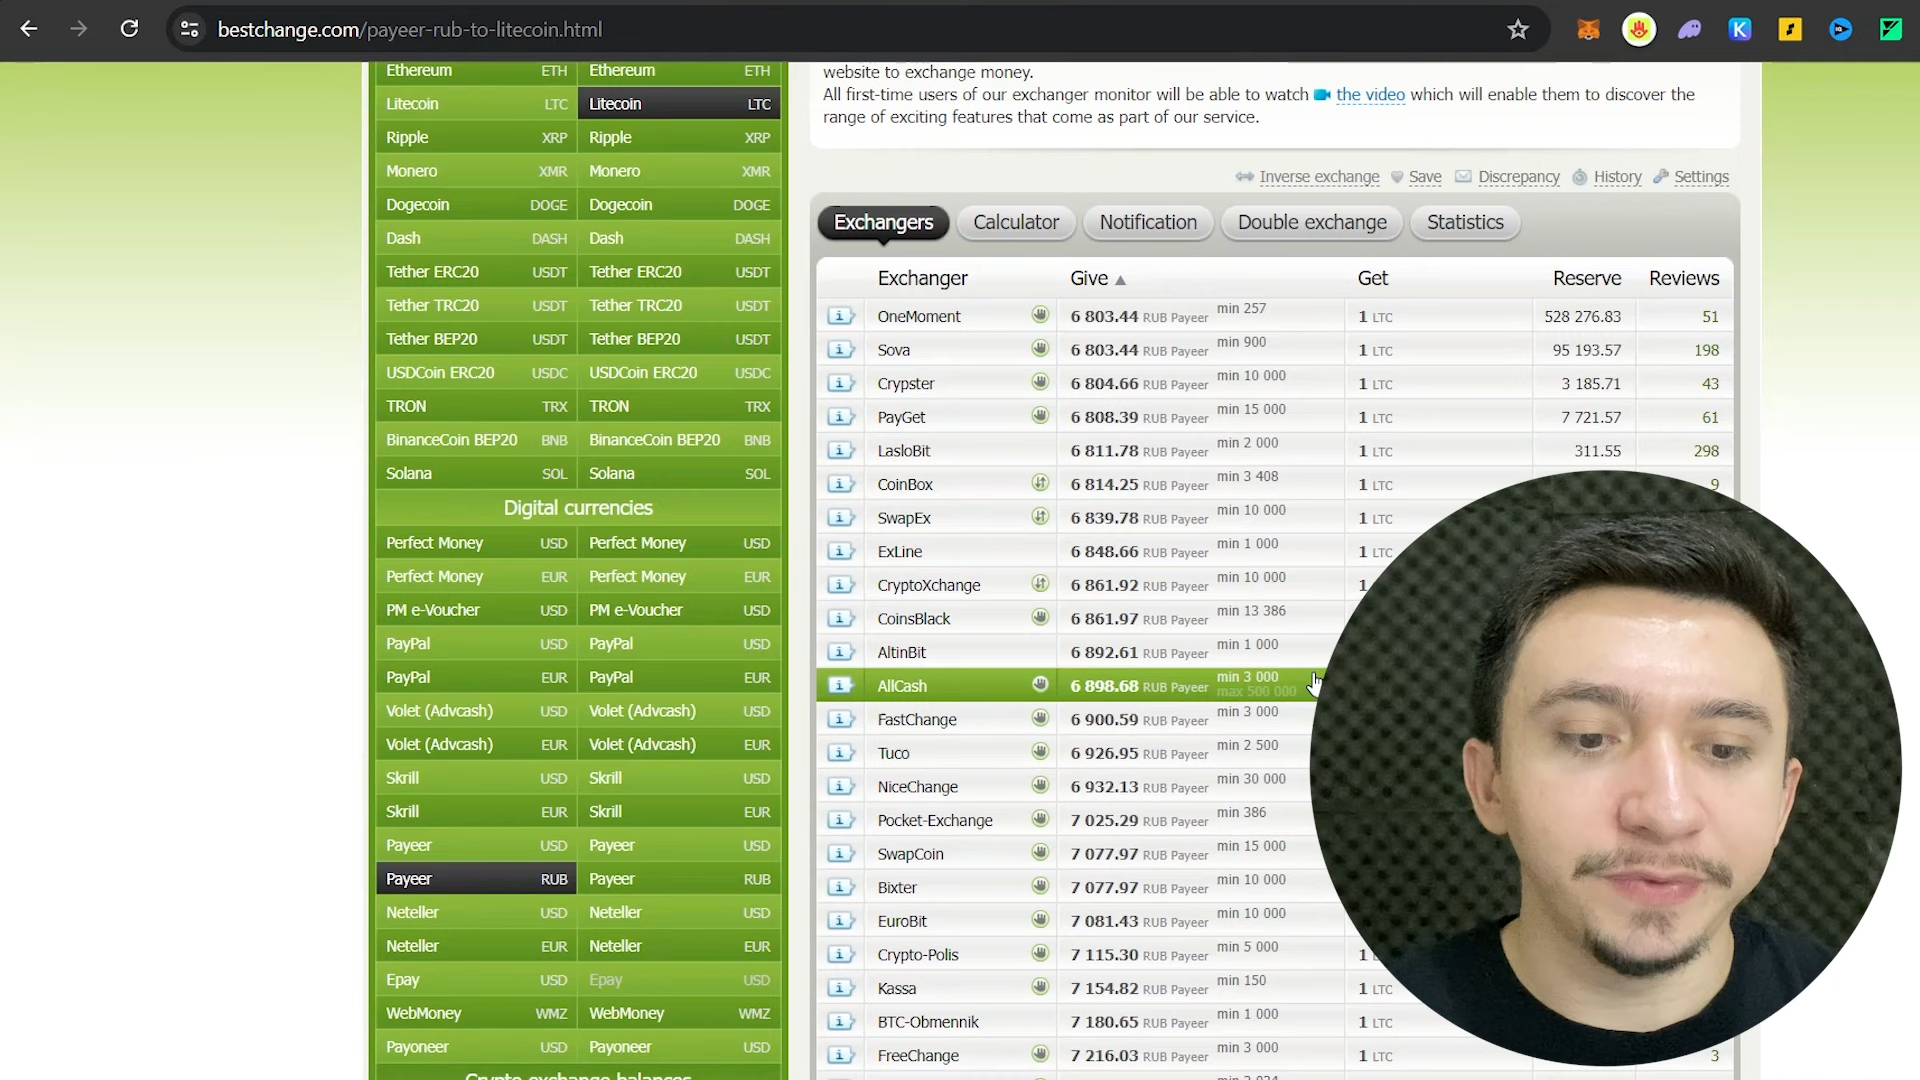 bestchange.com/payeer-rub-to-litecoin.html
website to exchange money.
All first-time users of our exchanger monitor will be able to watch the video which will enable them to discover the
range of exciting features that come as part of our service.
Inverse exchange Save Discrepancy History Settings
Exchangers Calculator Notification Double exchange Statistics
Ethereum ETH Ethereum ETH
Litecoin LTC Litecoin LTC
Ripple XRP Ripple XRP
Monero XMR Monero XMR
Dogecoin DOGE Dogecoin DOGE
Dash DASH Dash DASH
Tether ERC20 USDT Tether ERC20 USDT
Tether TRC20 USDT Tether TRC20 USDT
Tether BEP20 USDT Tether BEP20 USDT
USDCoin ERC20 USDC USDCoin ERC20 USDC
TRON TRX TRON TRX
BinanceCoin BEP20 BNB BinanceCoin BEP20 BNB
Solana SOL Solana SOL
Digital currencies
Perfect Money USD Perfect Money USD
Perfect Money EUR Perfect Money EUR
PM e-Voucher USD PM e-Voucher USD
PayPal USD PayPal USD
PayPal EUR PayPal EUR
Volet (Advcash) USD Volet (Advcash) USD
Volet (Advcash) EUR Volet (Advcash) EUR
Skrill USD Skrill USD
Skrill EUR Skrill EUR
Payeer USD Payeer USD
Payeer RUB Payeer RUB
Neteller USD Neteller USD
Neteller EUR Neteller EUR
Epay USD Epay USD
WebMoney WMZ WebMoney WMZ
Payoneer USD Payoneer USD
Crypto exchange balances
Exchanger Give ▲ Get Reserve Reviews
OneMoment 6 803.44 RUB Payeer min 257 1 LTC 528 276.83 51
Sova 6 803.44 RUB Payeer min 900 1 LTC 95 193.57 198
Crypster 6 804.66 RUB Payeer min 10 000 1 LTC 3 185.71 43
PayGet 6 808.39 RUB Payeer min 15 000 1 LTC 7 721.57 61
LasloBit 6 811.78 RUB Payeer min 2 000 1 LTC 311.55 298
CoinBox 6 814.25 RUB Payeer min 3 408 1 LTC 9
SwapEx 6 839.78 RUB Payeer min 10 000 1 LTC
ExLine 6 848.66 RUB Payeer min 1 000 1 LTC
CryptoXchange 6 861.92 RUB Payeer min 10 000 1
CoinsBlack 6 861.97 RUB Payeer min 13 386
AltinBit 6 892.61 RUB Payeer min 1 000
AllCash 6 898.68 RUB Payeer min 3 000 max 500 000
FastChange 6 900.59 RUB Payeer min 3 000
Tuco 6 926.95 RUB Payeer min 2 500
NiceChange 6 932.13 RUB Payeer min 30 000
Pocket-Exchange 7 025.29 RUB Payeer min 386
SwapCoin 7 077.97 RUB Payeer min 15 000
Bixter 7 077.97 RUB Payeer min 10 000
EuroBit 7 081.43 RUB Payeer min 10 000
Crypto-Polis 7 115.30 RUB Payeer min 5 000 1
Kassa 7 154.82 RUB Payeer min 150 1 LTC
BTC-Obmennik 7 180.65 RUB Payeer min 1 000 1 LTC
FreeChange 7 216.03 RUB Payeer min 3 000 1 LTC 3